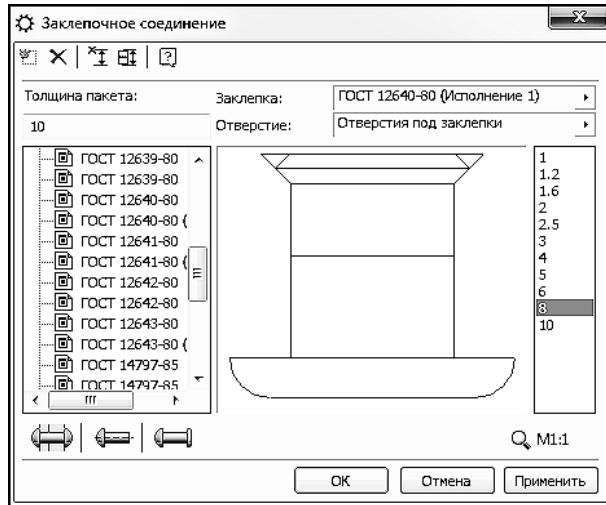 Заклепочное соединение
Толщина пакета:
10
Заклепка:
ГОСТ 12640-80 (Исполнение 1)
Отверстие:
Отверстия под заклепки
ГОСТ 12639-80
ГОСТ 12639-80
ГОСТ 12640-80
ГОСТ 12640-80 (
ГОСТ 12641-80
ГОСТ 12641-80 (
ГОСТ 12642-80
ГОСТ 12642-80
ГОСТ 12643-80
ГОСТ 12643-80 (
ГОСТ 14797-85
ГОСТ 14797-85
1
1.2
1.6
2
2.5
3
4
5
6
8
10
M1:1
ОК
Отмена
Применить